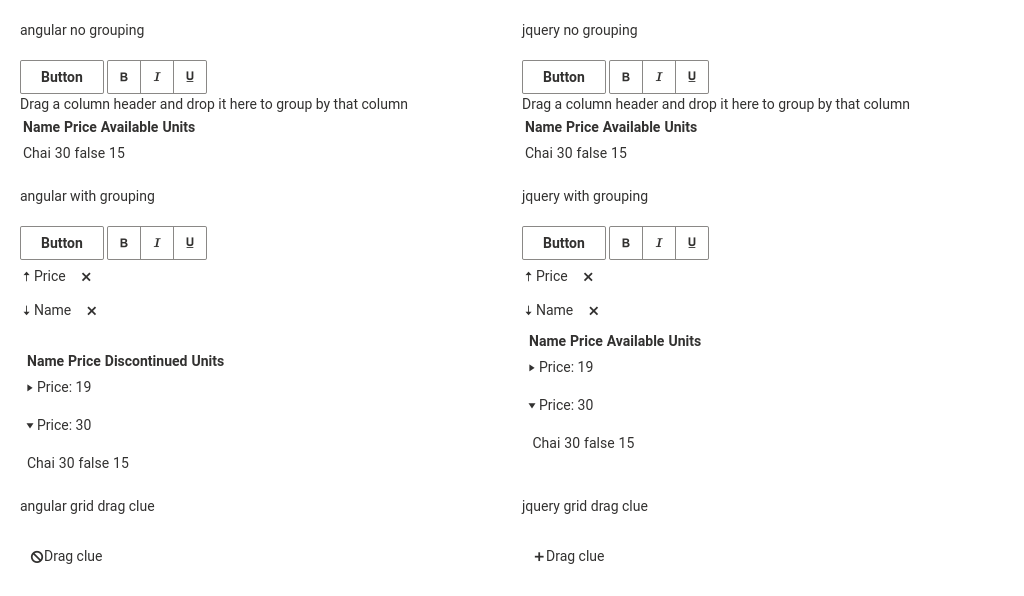 angular no grouping
Button B I U
Drag a column header and drop it here to group by that column
Name Price Available Units
Chai 30 false 15
angular with grouping
Button B I U
Price
Name
Name Price Discontinued Units
Price: 19
Price: 30
Chai 30 false 15
angular grid drag clue
Drag clue
jquery no grouping
Button B I U
Drag a column header and drop it here to group by that column
Name Price Available Units
Chai 30 false 15
jquery with grouping
Button B I U
Price
Name
Name Price Available Units
Price: 19
Price: 30
Chai 30 false 15
jquery grid drag clue
Drag clue